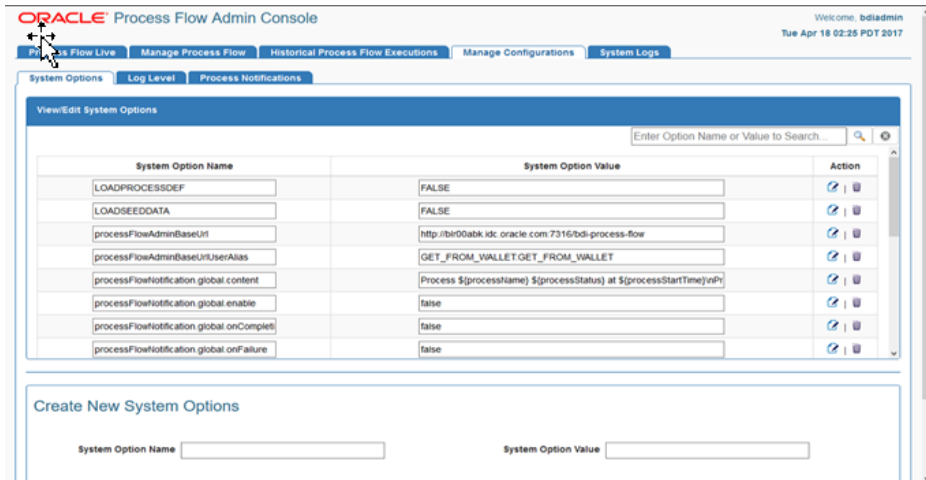 ORACLE Process Flow Admin Console
Welcome, bdiadmin
Tue Apr 18 02:25 PDT 2017
Process Flow Live Manage Process Flow Historical Process Flow Executions Manage Configurations System Logs
System Options Log Level Process Notifications
View/Edit System Options
Enter Option Name or Value to Search...
System Option Name System Option Value Action
LOADPROCESSDEF FALSE
LOADSEEDDATA FALSE
processFlowAdminBaseUrl http://blr00abk.idc.oracle.com:7316/bdi-process-flow
processFlowAdminBaseUrlUserAlias GET_FROM_WALLET:GET_FROM_WALLET
processFlowNotification.global.content Process ${processName} ${processStatus} at ${processStartTime}\nPr
processFlowNotification.global.enable false
processFlowNotification.global.onCompleti false
processFlowNotification.global.onFailure false
Create New System Options
System Option Name System Option Value